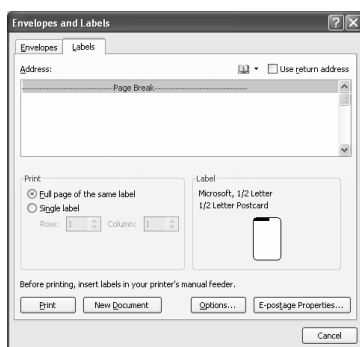 Envelopes and Labels
Envelopes Labels
Address: Use return address
------------------------------Page Break------------------------------
Print
Full page of the same label
Single label
Row: 1 Column: 1
Label
Microsoft, 1/2 Letter
1/2 Letter Postcard
Before printing, insert labels in your printer's manual feeder.
Print New Document Options... E-postage Properties...
Cancel